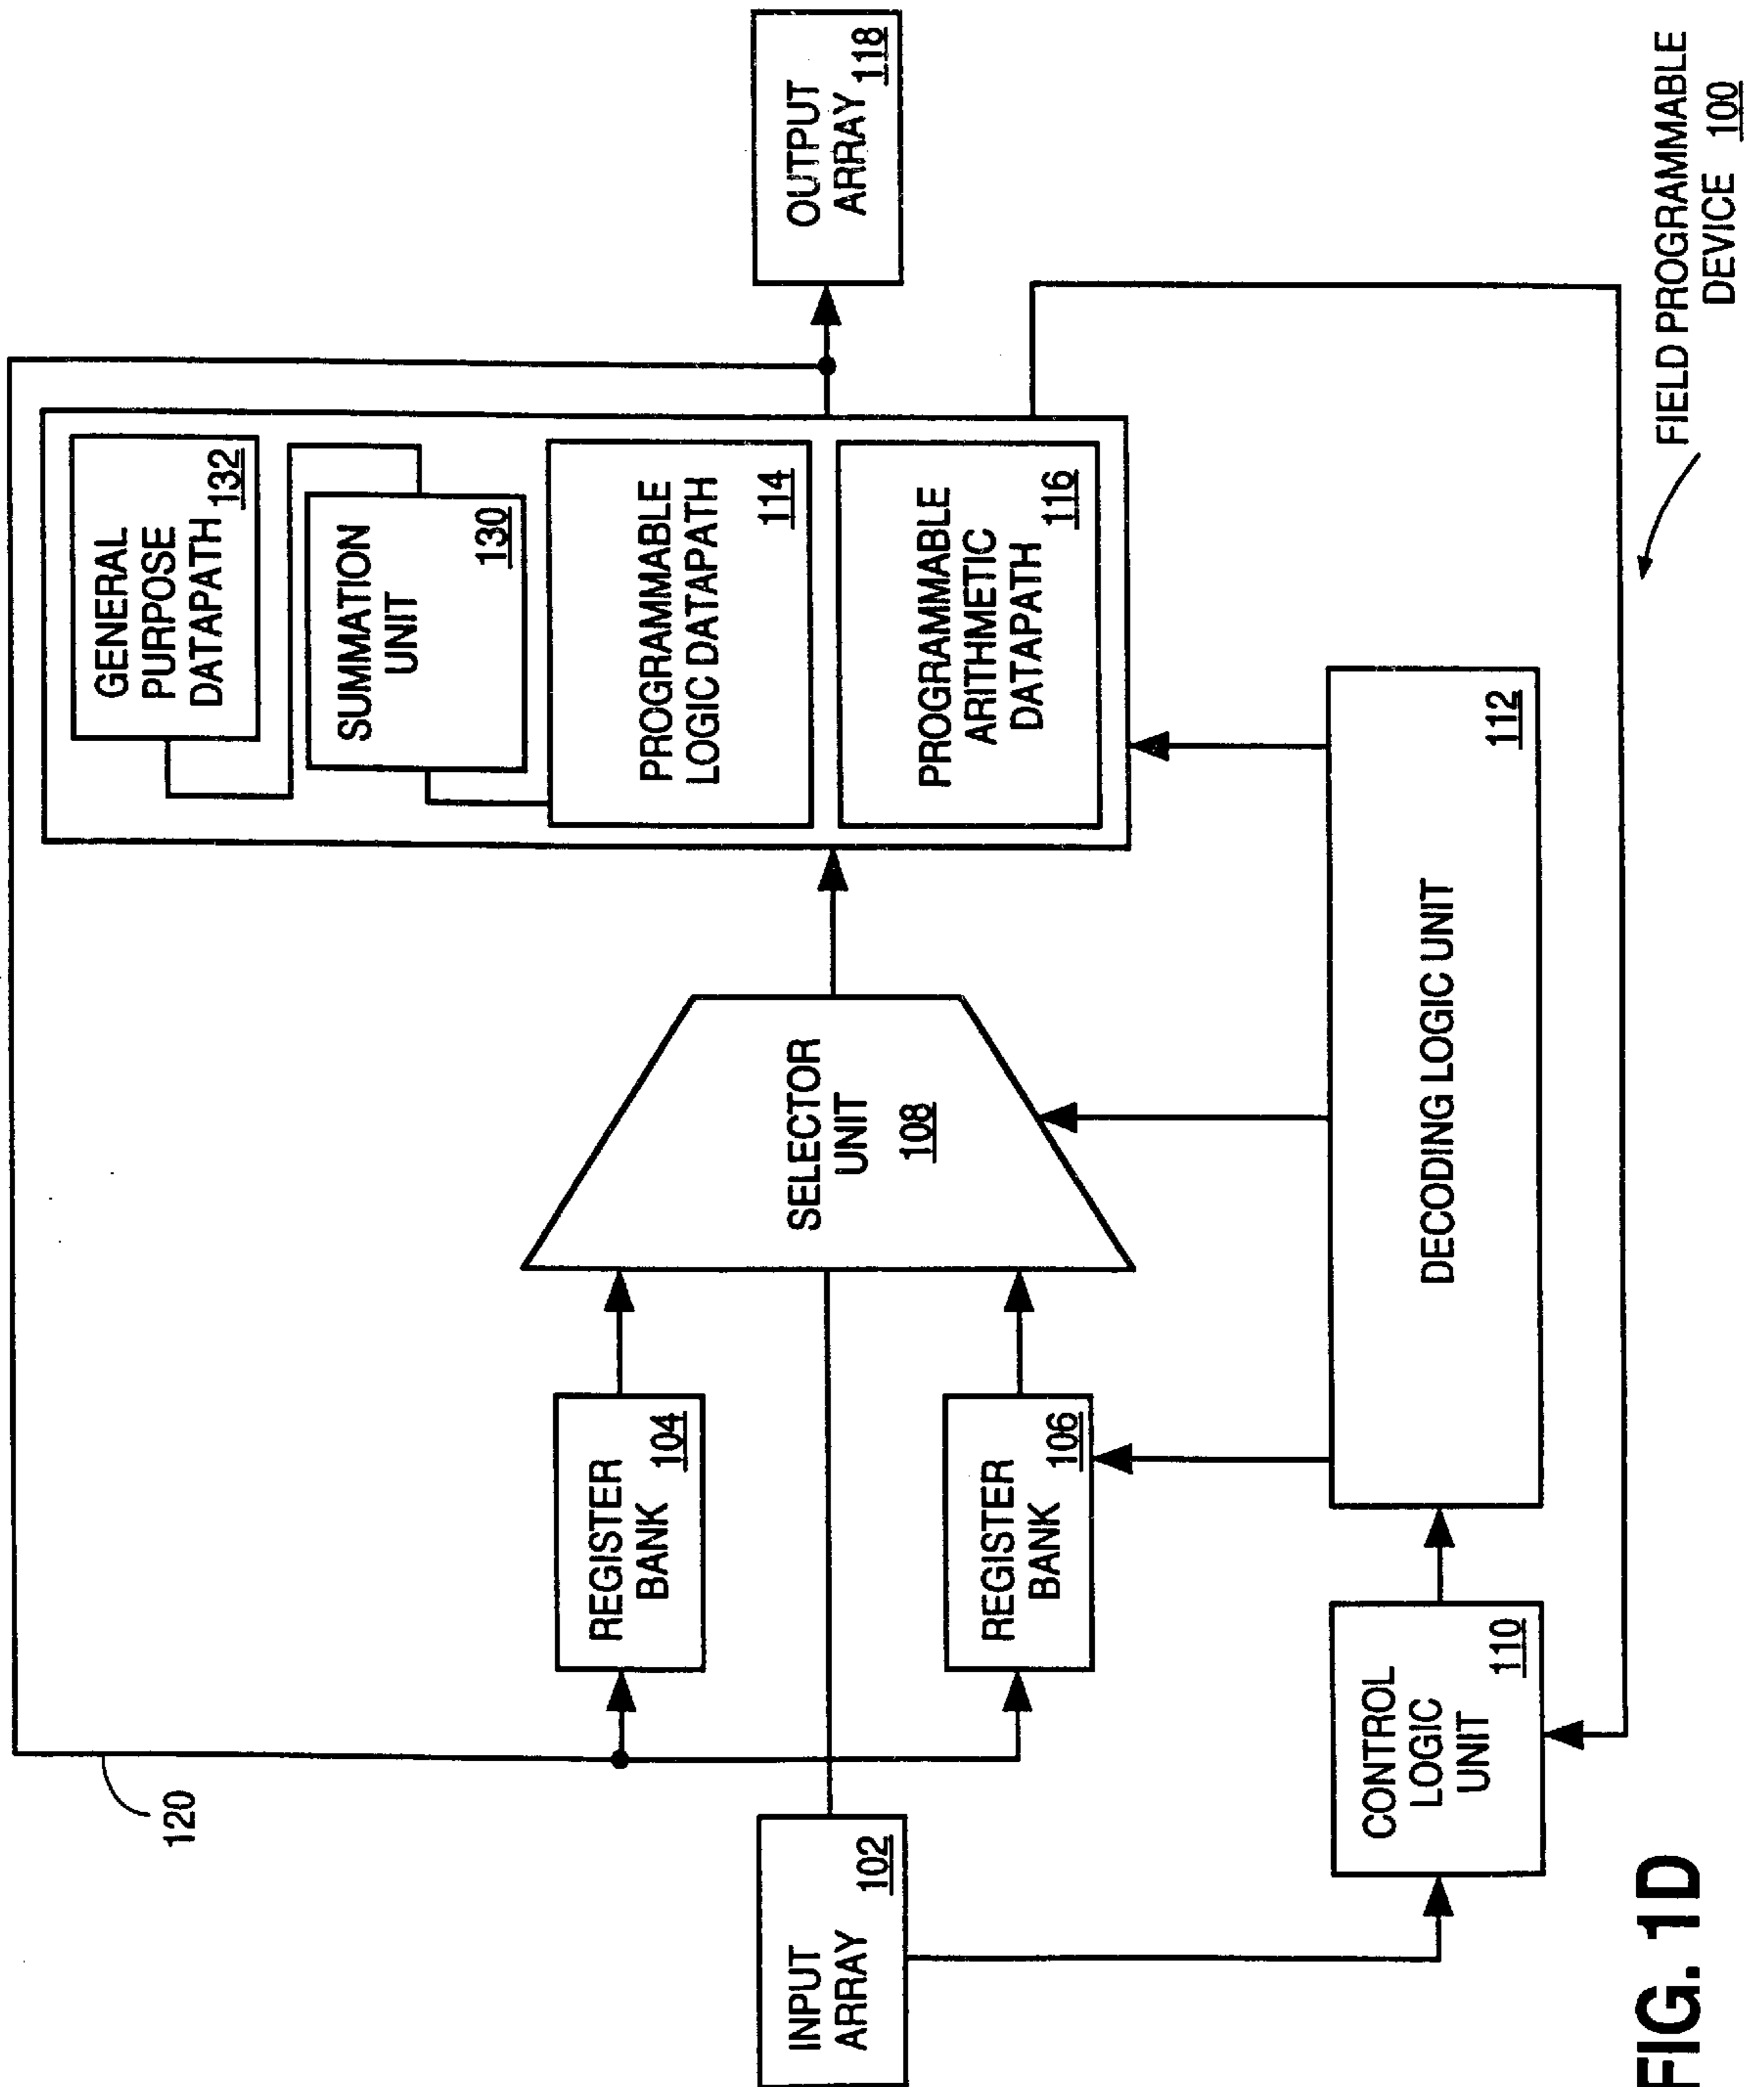 GENERAL
PURPOSE
DATAPATH 132
SUMMATION
UNIT
130
PROGRAMMABLE
LOGIC DATAPATH
114
PROGRAMMABLE
ARITHMETIC
DATAPATH
116
OUTPUT
ARRAY 118
120
REGISTER
BANK
104
SELECTOR
UNIT
108
INPUT
ARRAY
102
REGISTER
BANK
106
CONTROL
LOGIC
UNIT
110
DECODING LOGIC UNIT
112
FIELD PROGRAMMABLE
DEVICE 100
FIG. 1D